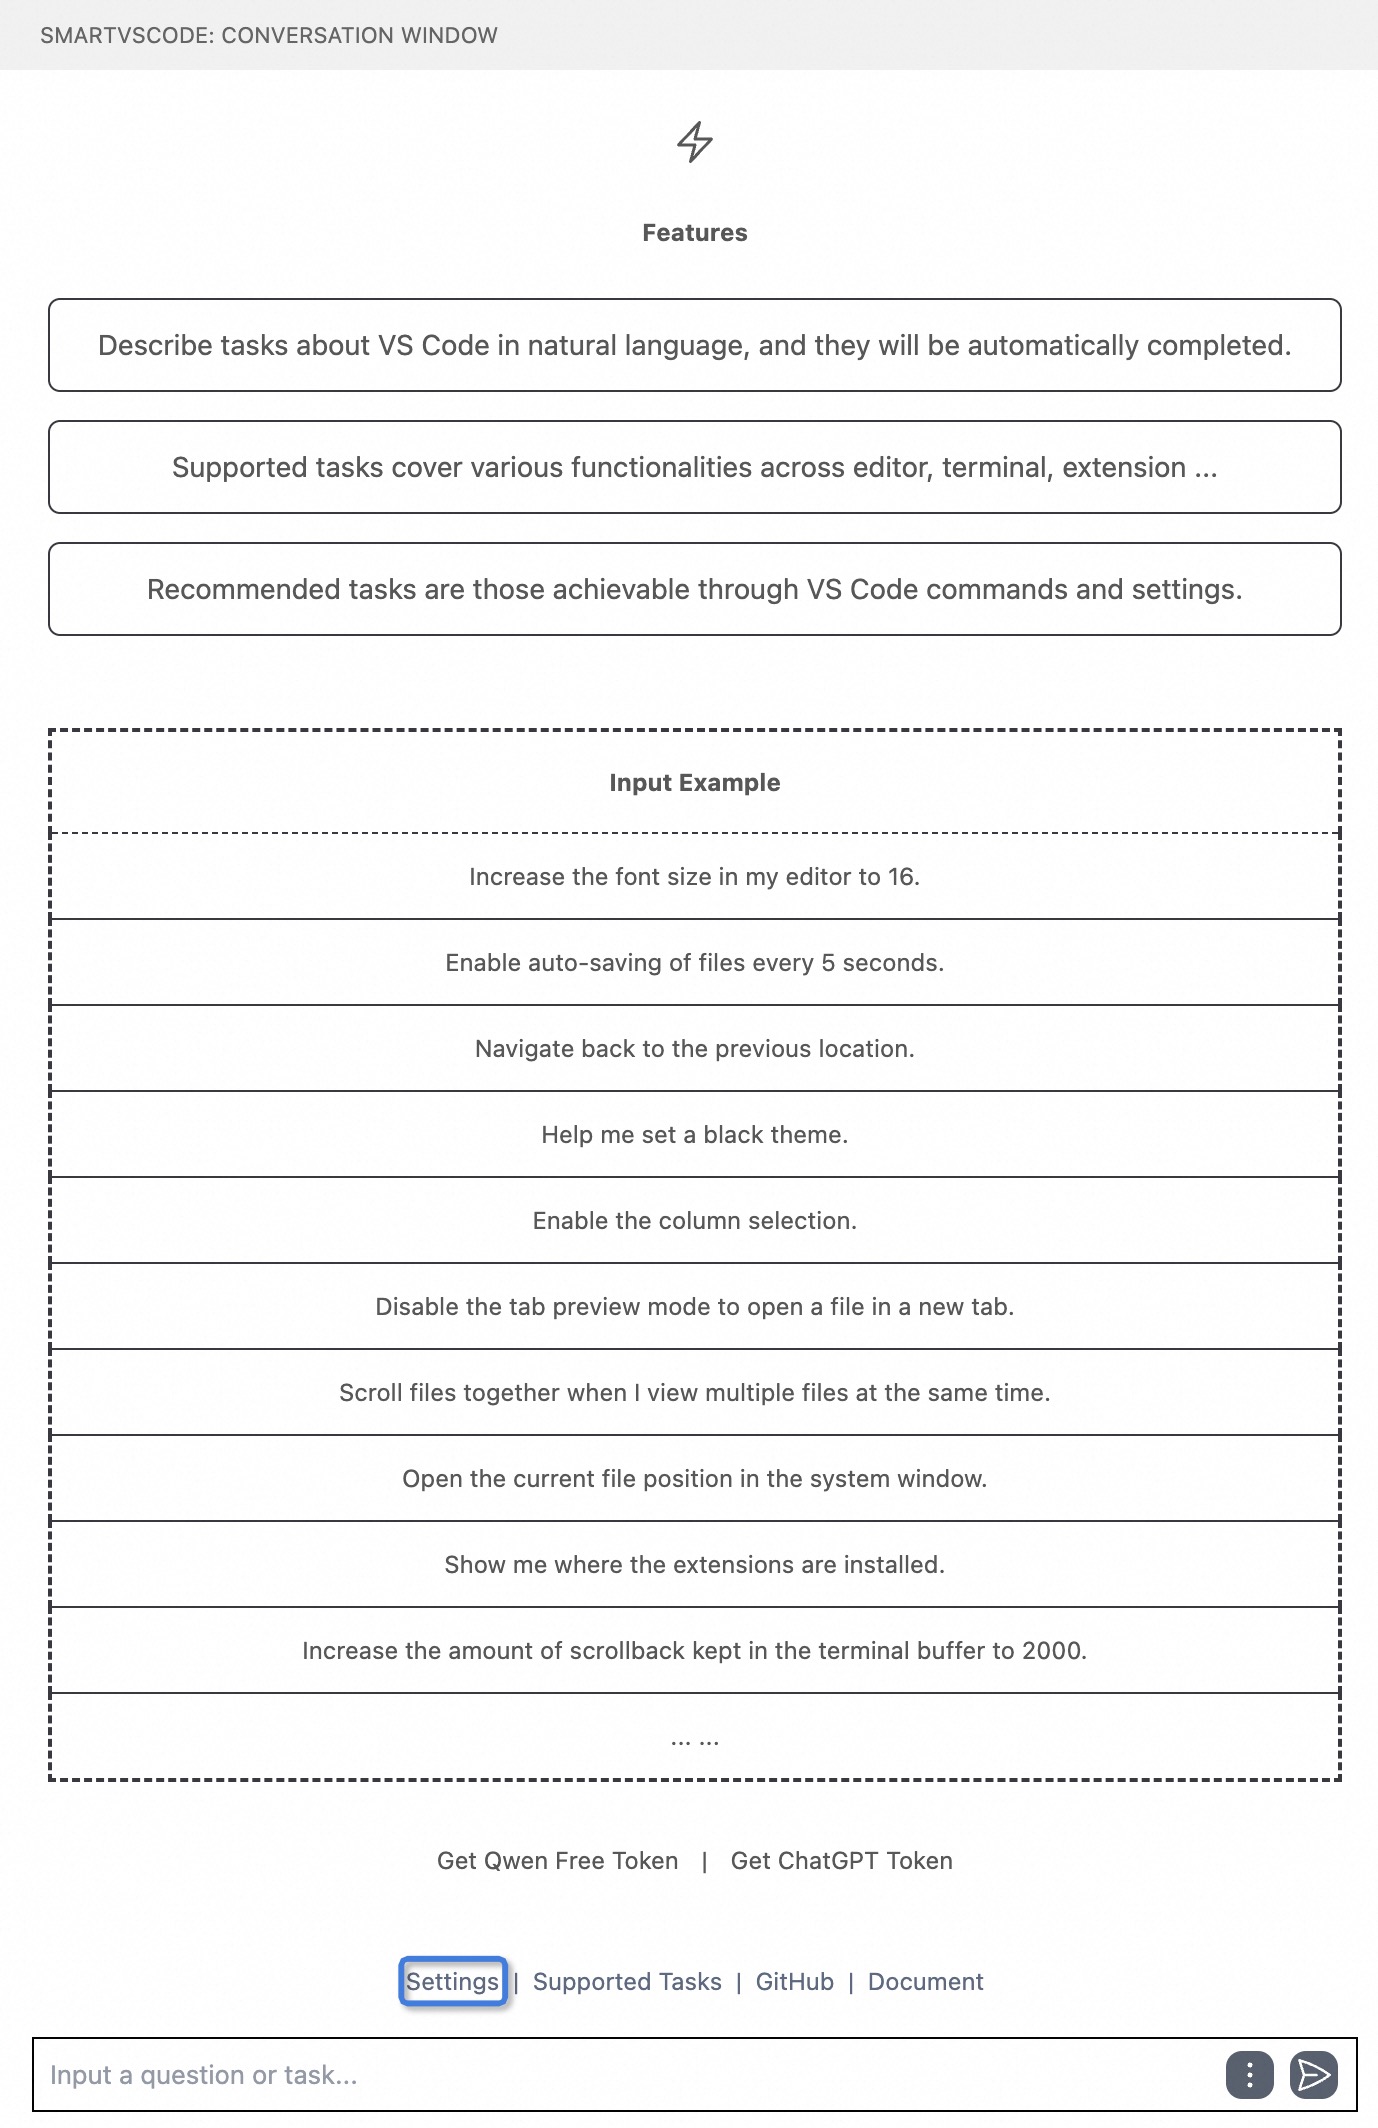 SMARTVSCODE: CONVERSATION WINDOW
Features
Describe tasks about VS Code in natural language, and they will be automatically completed.
Supported tasks cover various functionalities across editor, terminal, extension ...
Recommended tasks are those achievable through VS Code commands and settings.
Input Example
Increase the font size in my editor to 16.
Enable auto-saving of files every 5 seconds.
Navigate back to the previous location.
Help me set a black theme.
Enable the column selection.
Disable the tab preview mode to open a file in a new tab.
Scroll files together when I view multiple files at the same time.
Open the current file position in the system window.
Show me where the extensions are installed.
Increase the amount of scrollback kept in the terminal buffer to 2000.
... ...
Get Qwen Free Token | Get ChatGPT Token
Settings | Supported Tasks | GitHub | Document
Input a question or task...